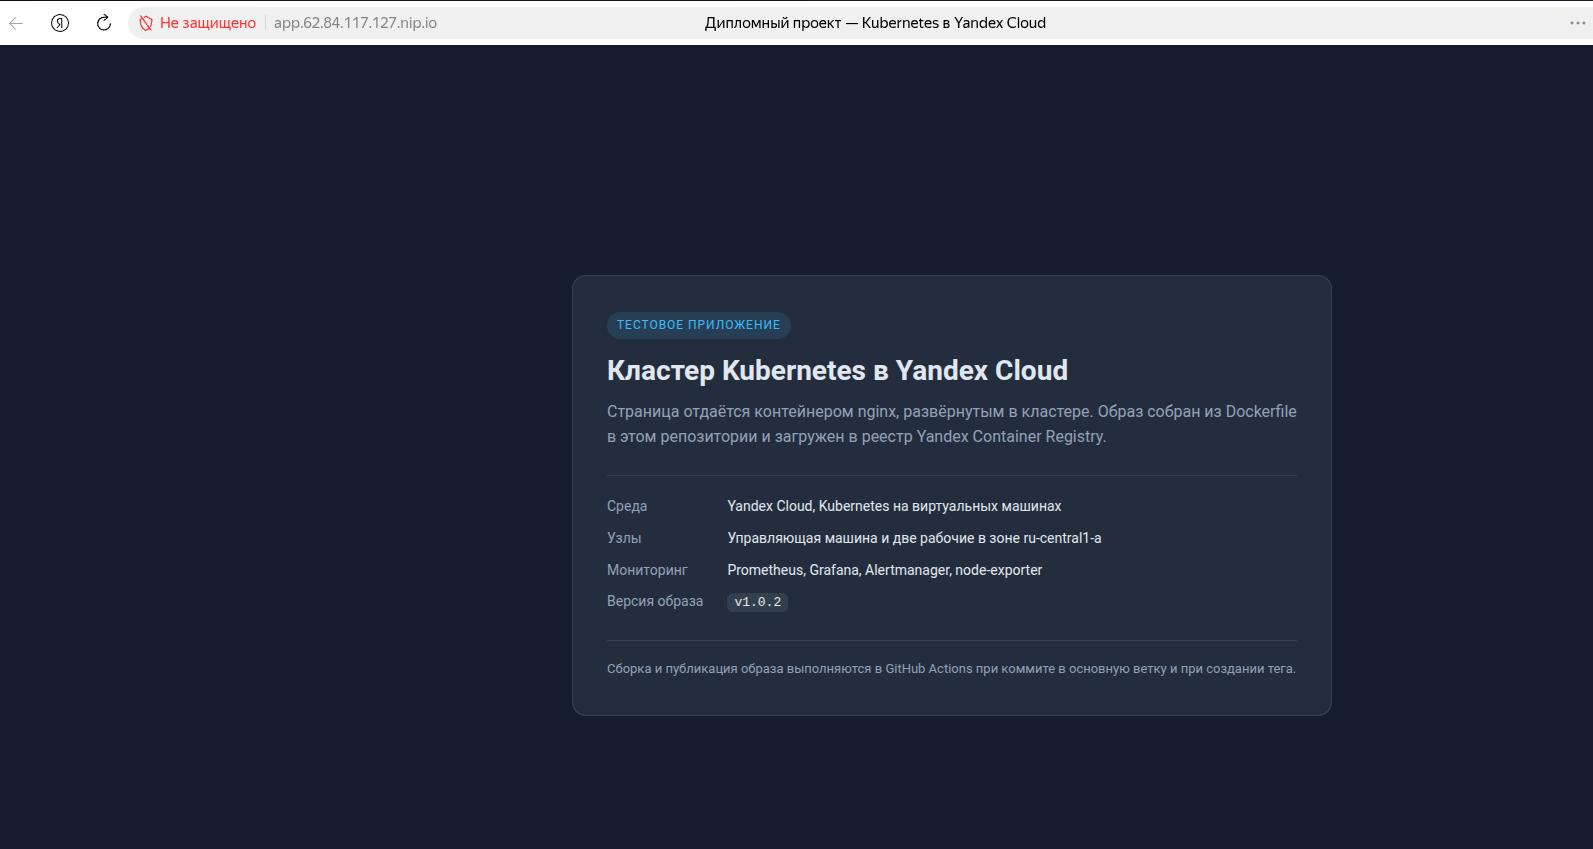 Не защищено app.62.84.117.127.nip.io Дипломный проект — Kubernetes в Yandex Cloud
ТЕСТОВОЕ ПРИЛОЖЕНИЕ
Кластер Kubernetes в Yandex Cloud
Страница отдаётся контейнером nginx, развёрнутым в кластере. Образ собран из Dockerfile
в этом репозитории и загружен в реестр Yandex Container Registry.
Среда Yandex Cloud, Kubernetes на виртуальных машинах
Узлы Управляющая машина и две рабочие в зоне ru-central1-a
Мониторинг Prometheus, Grafana, Alertmanager, node-exporter
Версия образа v1.0.2
Сборка и публикация образа выполняются в GitHub Actions при коммите в основную ветку и при создании тега.